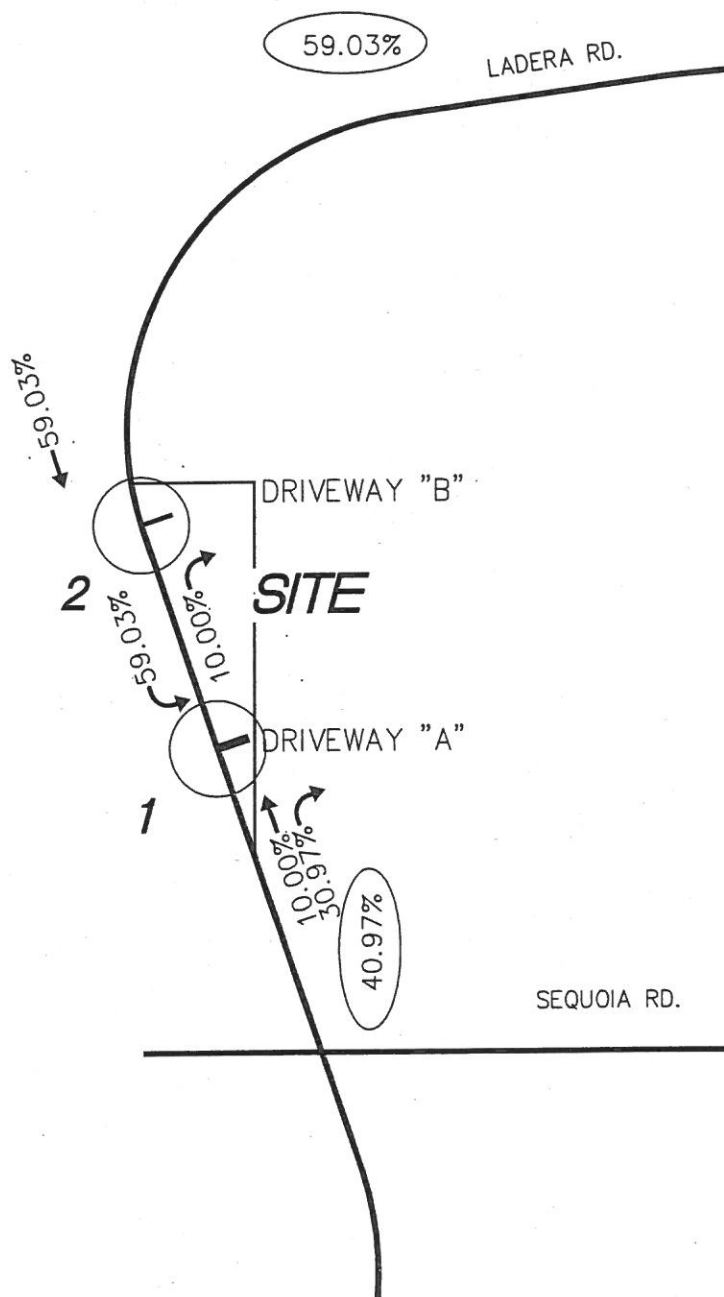 59.03%
LADERA RD.
59.03%
DRIVEWAY "B"
2
SITE
10.00%
59.03%
DRIVEWAY "A"
1
10.00%
30.97%
40.97%
SEQUOIA RD.